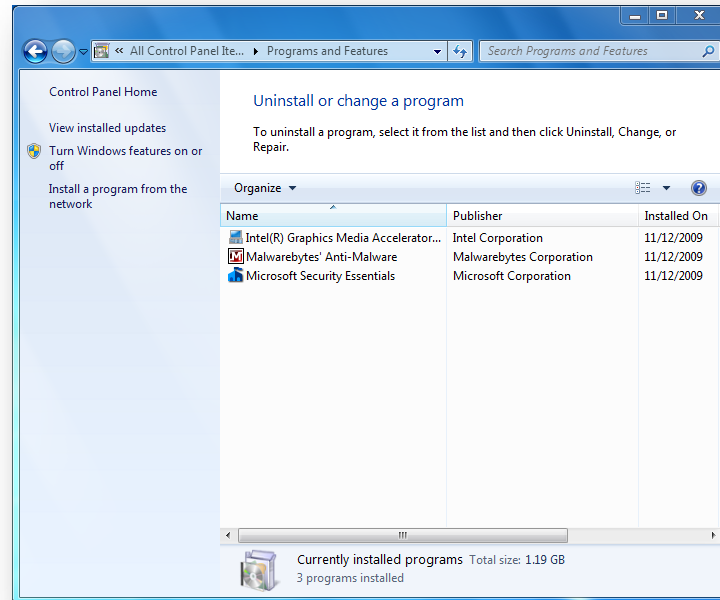 « All Control Panel Ite... Programs and Features
Search Programs and Features
Control Panel Home
View installed updates
Turn Windows features on or
off
Install a program from the
network
Uninstall or change a program
To uninstall a program, select it from the list and then click Uninstall, Change, or
Repair.
Organize
Name Publisher Installed On
Intel(R) Graphics Media Accelerator... Intel Corporation 11/12/2009
Malwarebytes' Anti-Malware Malwarebytes Corporation 11/12/2009
Microsoft Security Essentials Microsoft Corporation 11/12/2009
Currently installed programs Total size: 1.19 GB
3 programs installed